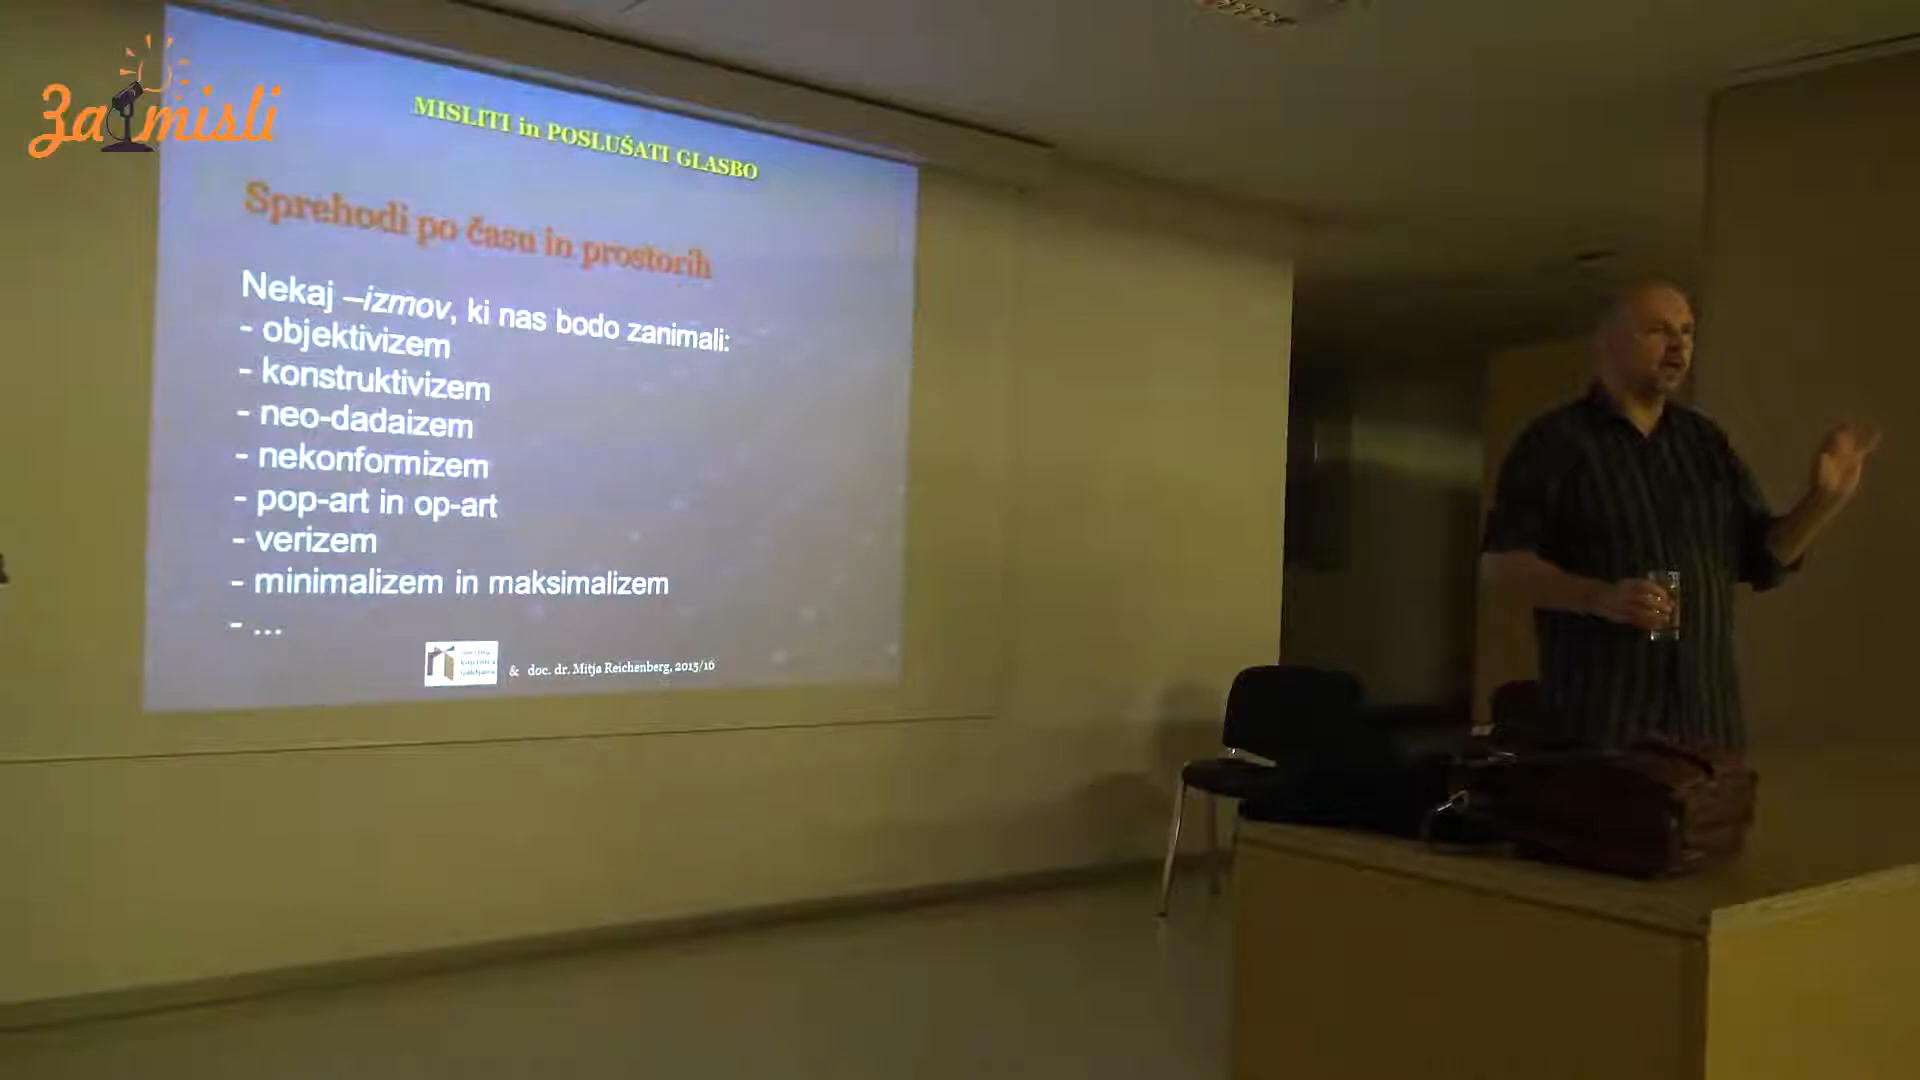 Zamisli
MISLITI in POSLUŠATI GLASBO
Sprehodi po času in prostorih
Nekaj –izmov, ki nas bodo zanimali:
- objektivizem
- konstruktivizem
- neo-dadaizem
- nekonformizem
- pop-art in op-art
- verizem
- minimalizem in maksimalizem
- ...
& doc. dr. Mitja Reichenberg, 2015/16